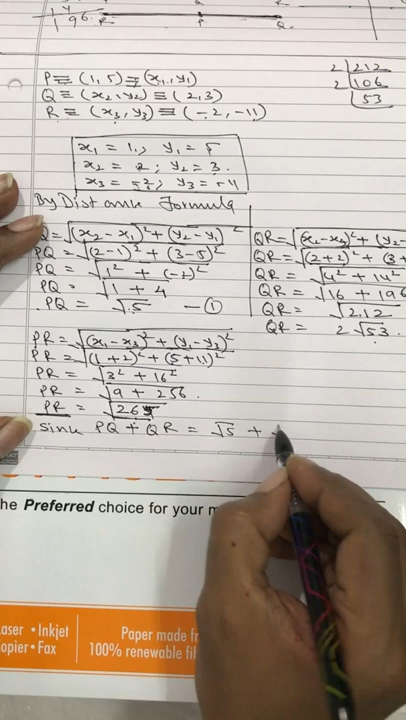 196.
P
Q
P ≡ (1, 5) ≡ (x₁, y₁)
Q ≡ (x₂, y₂) ≡ (2, 3)
R ≡ (x₃, y₃) ≡ (-2, -11)
2 | 212
2 | 106
53
x₁ = 1, ; y₁ = 5
x₂ = 2 ; y₂ = 3.
x₃ = -2 ; y₃ = -11
By Distance Formula
Q = √(x₂ - x₁)² + (y₂ - y₁)²
PQ = √(2-1)² + (3-5)²
PQ = √1² + (-2)²
PQ = √1 + 4
PQ = √5 - ①
QR = √(x₂ - x₃)² + (y₂ -
QR = √(2+2)² + (3+
QR = √4² + 14²
QR = √16 + 196
QR = √212
QR = 2√53.
PR = √(x₁ - x₃)² + (y₁ - y₃)²
PR = √(1+2)² + (5+11)²
PR = √3² + 16²
PR = √9 + 256.
PR = √265
Since PQ + QR = √5 +
he Preferred choice for your
aser • Inkjet
opier • Fax
Paper made fr
100% renewable fi